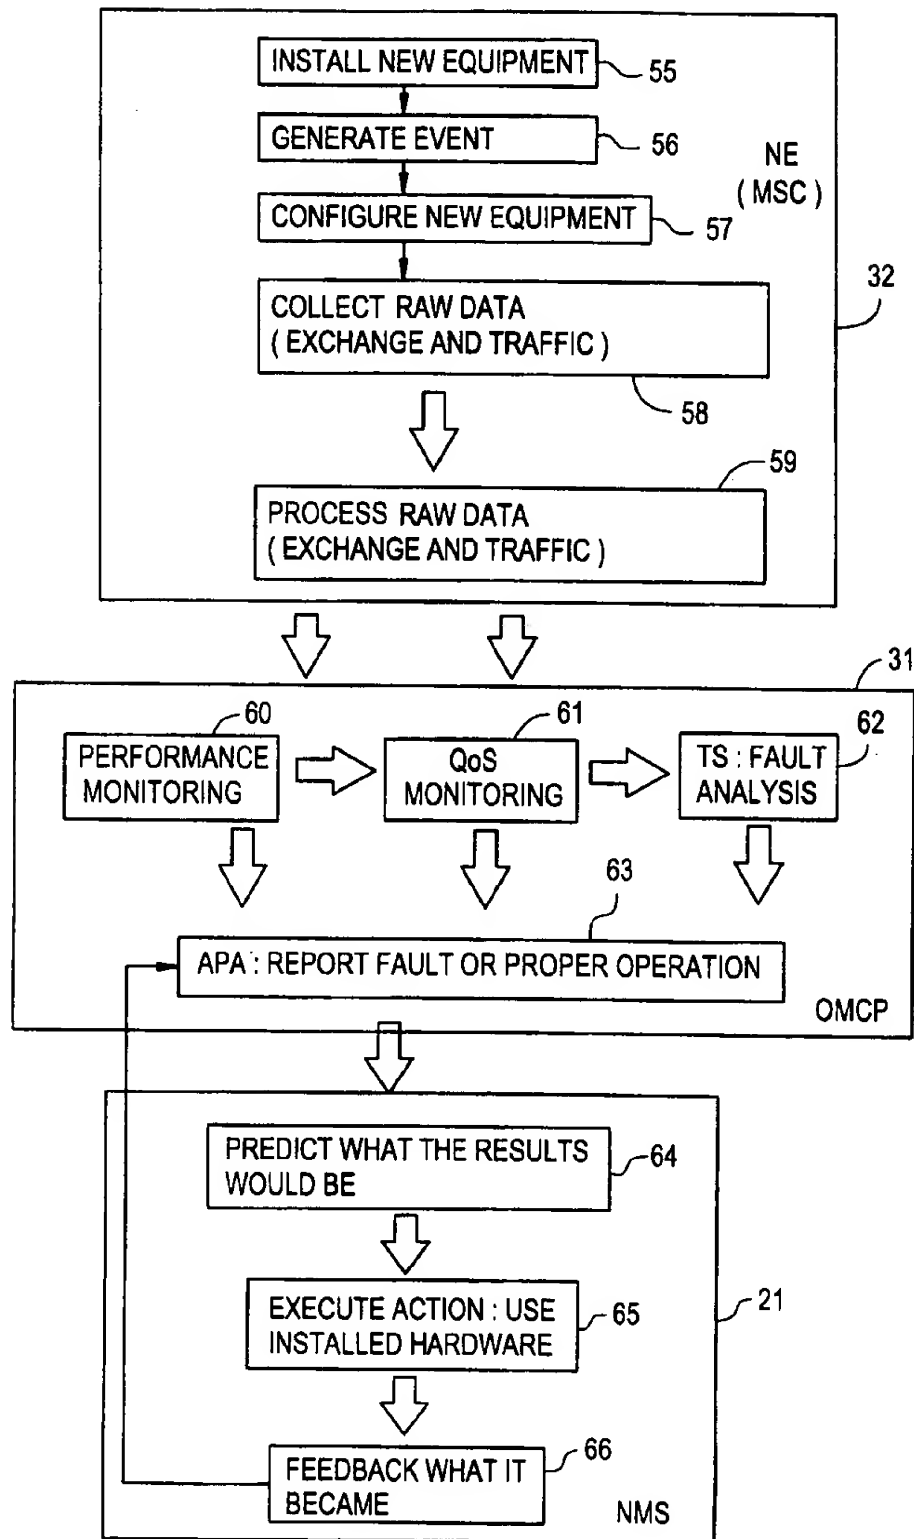 INSTALL NEW EQUIPMENT
55
GENERATE EVENT
56
NE
( MSC )
CONFIGURE NEW EQUIPMENT
57
32
COLLECT RAW DATA
( EXCHANGE AND TRAFFIC )
58
59
PROCESS RAW DATA
( EXCHANGE AND TRAFFIC )
31
60
61
62
PERFORMANCE
MONITORING
QoS
MONITORING
TS : FAULT
ANALYSIS
63
APA : REPORT FAULT OR PROPER OPERATION
OMCP
PREDICT WHAT THE RESULTS
WOULD BE
64
EXECUTE ACTION : USE
INSTALLED HARDWARE
65
21
FEEDBACK WHAT IT
BECAME
66
NMS